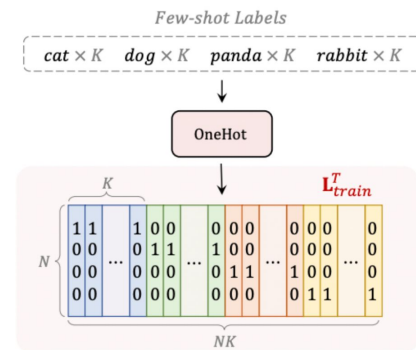 Few-shot Labels
cat × K dog × K panda × K rabbit × K
OneHot
K
L^T_train
N
1 1 ... 1 0 0 ... 0 0 0 ... 0 0 0 ... 0
0 0 ... 0 1 1 ... 1 0 0 ... 0 0 0 ... 0
0 0 ... 0 0 0 ... 0 1 1 ... 1 0 0 ... 0
0 0 ... 0 0 0 ... 0 0 0 ... 0 1 1 ... 1
NK